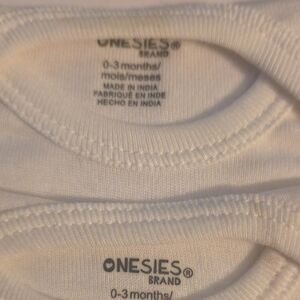 ONESIES®
BRAND
0-3 months/
mois/meses
MADE IN INDIA
FABRIQUÉ EN INDE
HECHO EN INDIA
ONESIES®
BRAND
0-3 months/